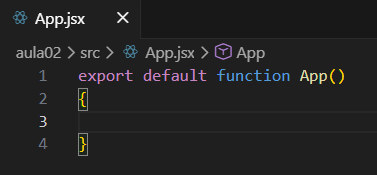 App.jsx
aula02 > src > App.jsx > App
1 export default function App()
2 {
3
4 }